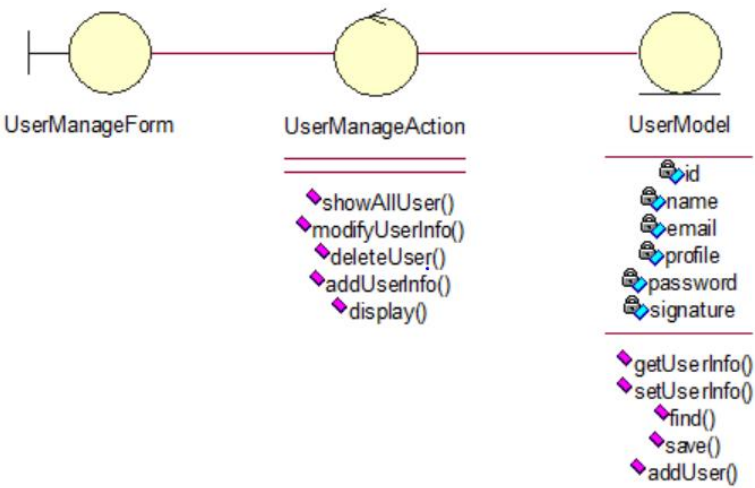 UserManageForm
UserManageAction
UserModel
showAllUser()
modifyUserInfo()
deleteUser()
addUserInfo()
display()
id
name
email
profile
password
signature
getUserInfo()
setUserInfo()
find()
save()
addUser()